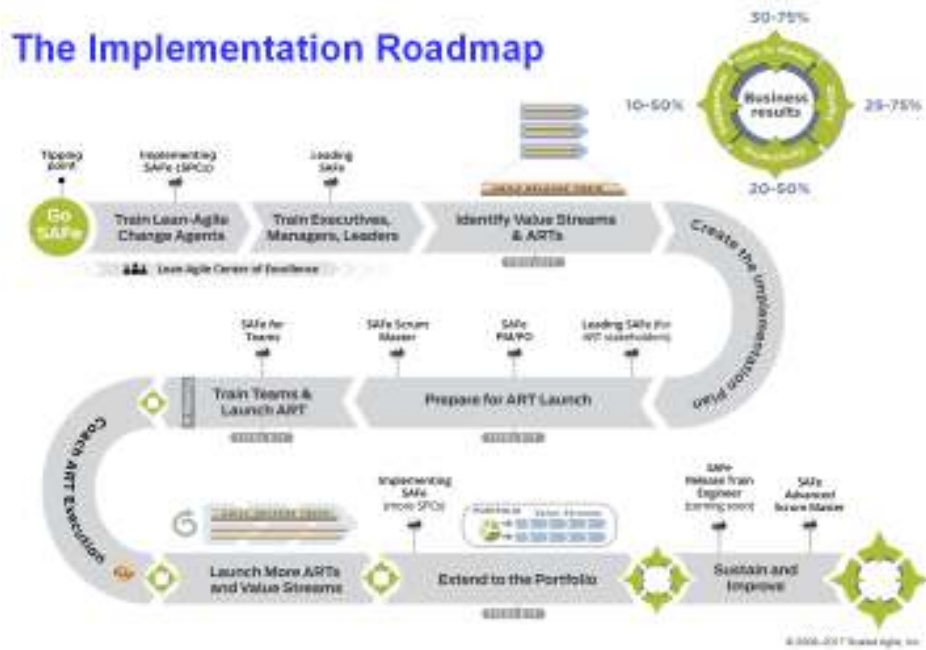 The Implementation Roadmap
30-75%
10-50%
Business
results
25-75%
20-50%
Tipping
point
Implementing
SAFe (SPCs)
Leading
SAFe
Go
SAFe
Train Lean-Agile
Change Agents
Train Executives,
Managers, Leaders
Identify Value Streams
& ARTs
Create the Implementation Plan
Lean-Agile Center of Excellence
SAFe for
Teams
SAFe Scrum
Master
SAFe
PM/PO
Leading SAFe (for
ART stakeholders)
Train Teams &
Launch ART
Prepare for ART Launch
Coach ART Execution
Implementing
SAFe
(more SPCs)
PORTFOLIO
SAFe
Release Train
Engineer
(coming soon)
SAFe
Advanced
Scrum Master
Launch More ARTs
and Value Streams
Extend to the Portfolio
Sustain and
Improve
Scaled Agile, Inc.